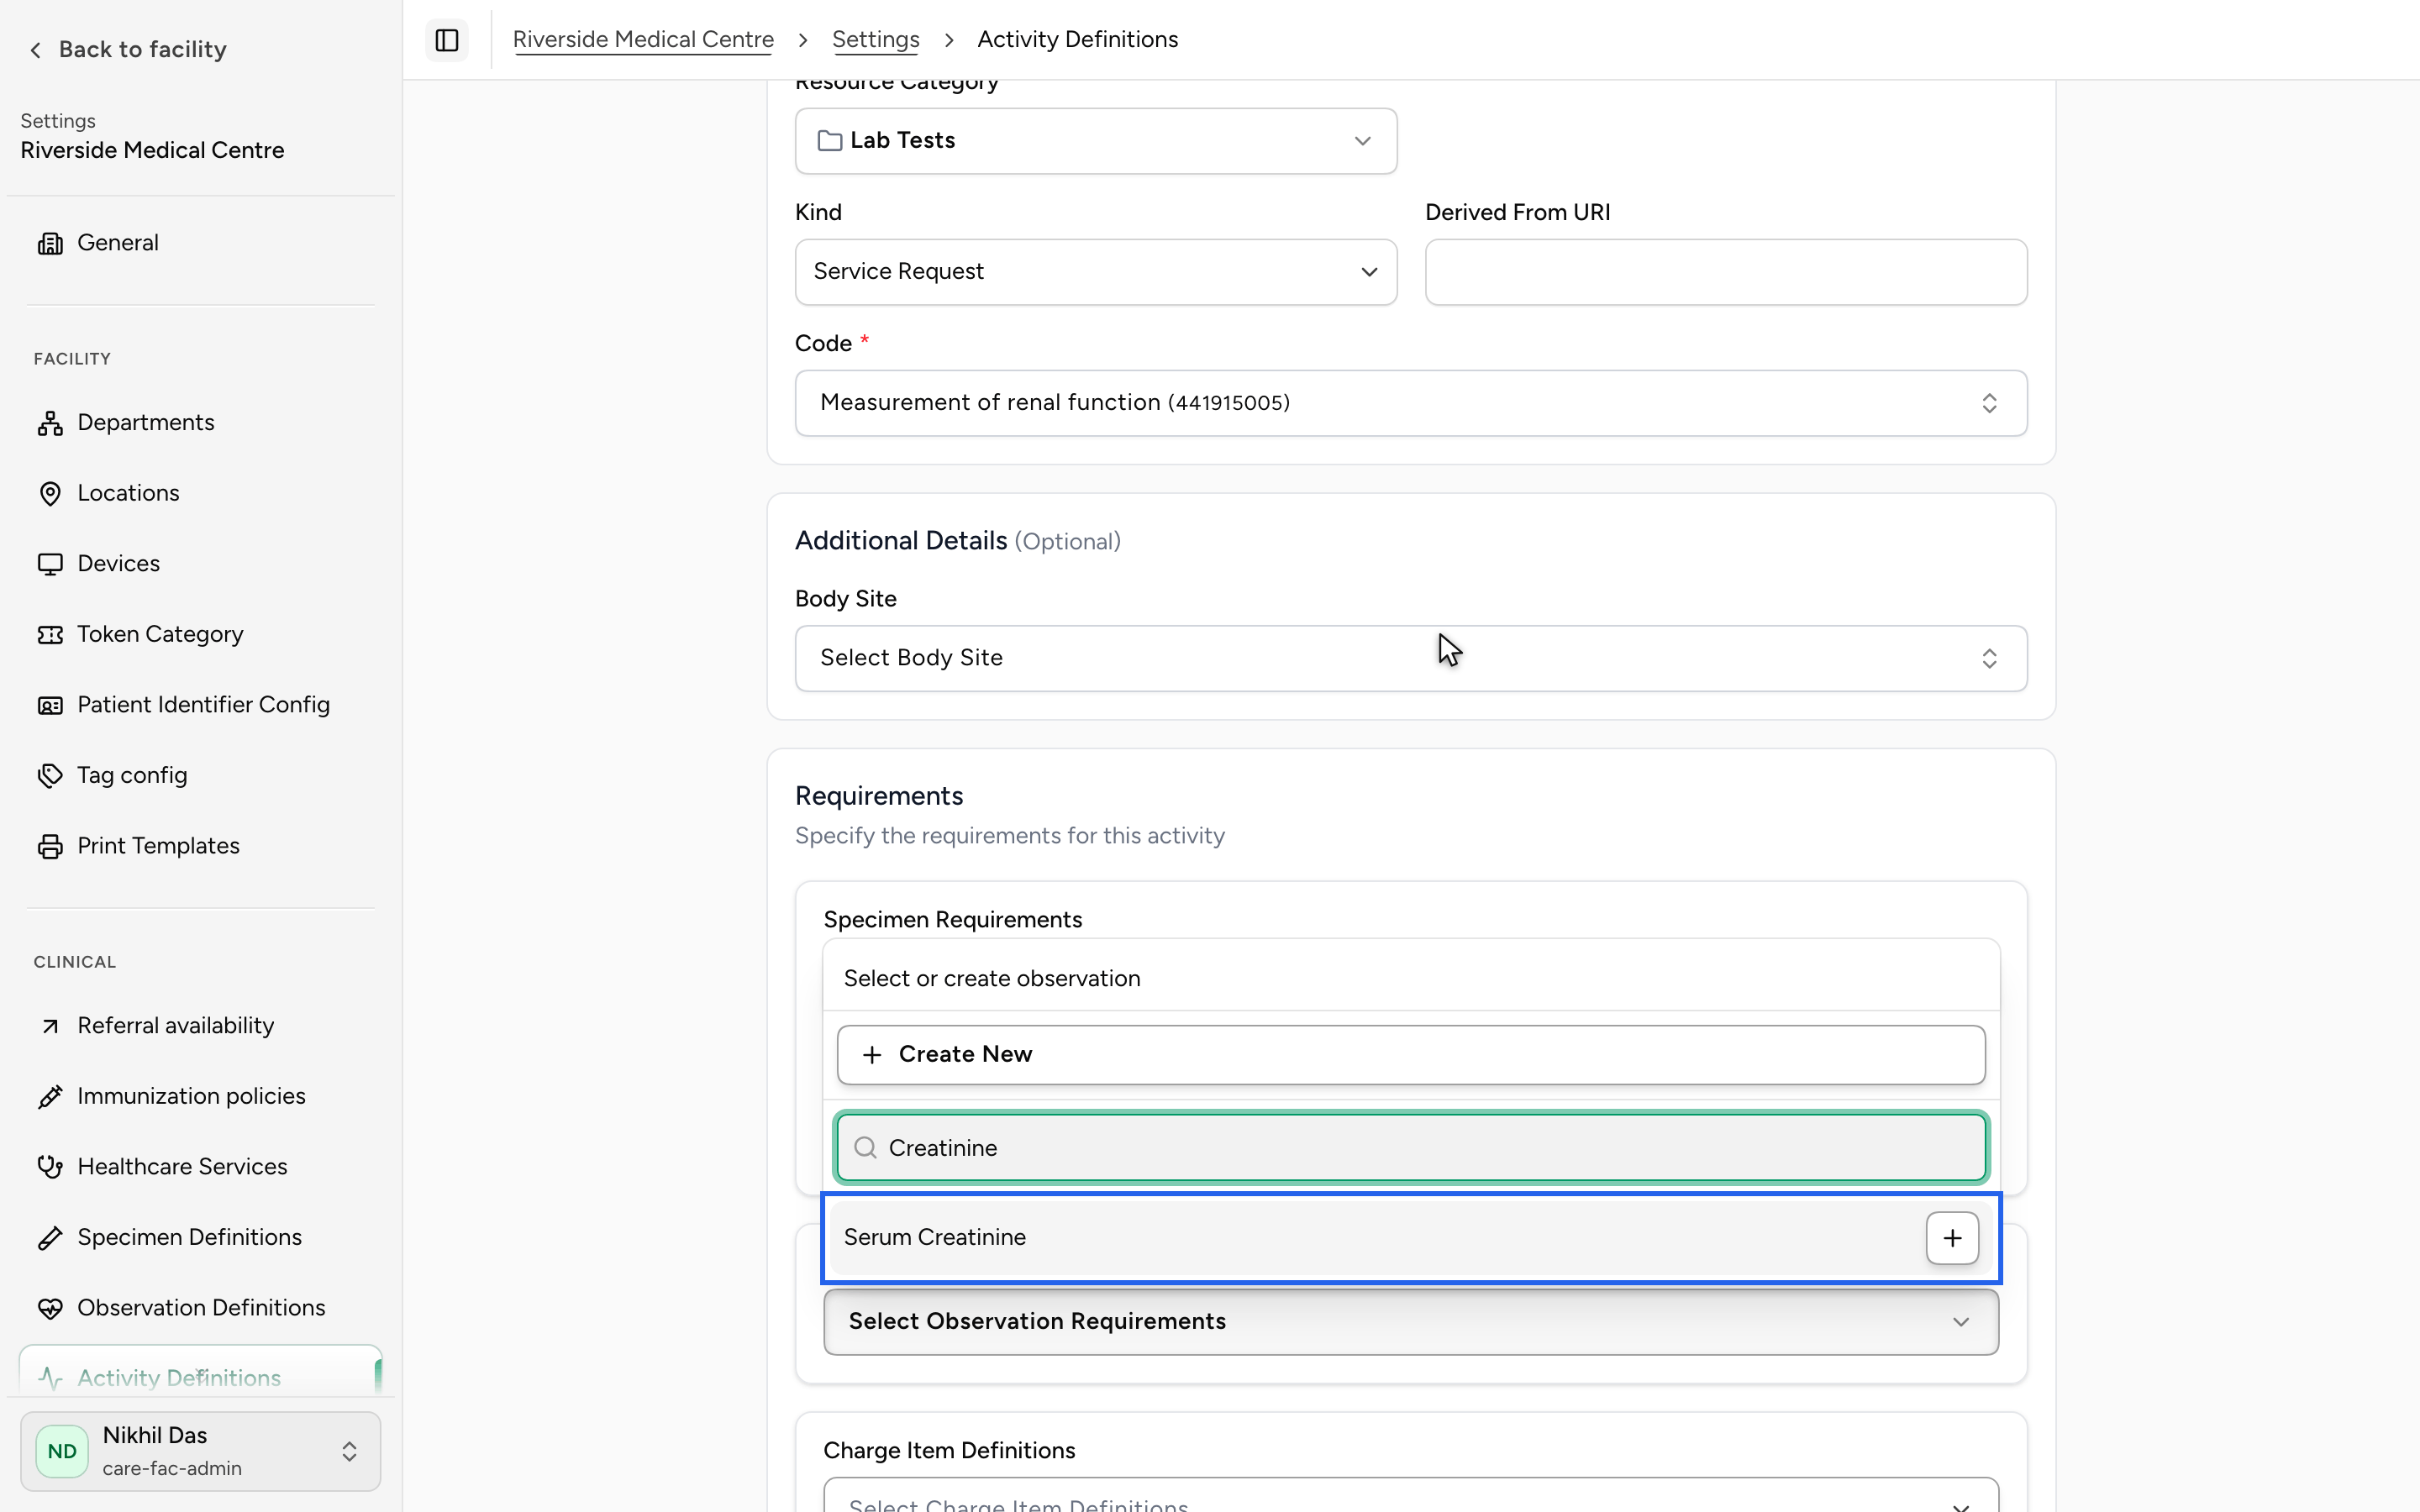 Back to facility
Settings
Riverside Medical Centre
General
FACILITY
Departments
Locations
Devices
Token Category
Patient Identifier Config
Tag config
Print Templates
CLINICAL
Referral availability
Immunization policies
Healthcare Services
Specimen Definitions
Observation Definitions
Activity Definitions
ND
Nikhil Das
care-fac-admin
Riverside Medical Centre > Settings > Activity Definitions
Resource Category
Lab Tests
Kind
Derived From URI
Service Request
Code *
Measurement of renal function (441915005)
Additional Details (Optional)
Body Site
Select Body Site
Requirements
Specify the requirements for this activity
Specimen Requirements
Select or create observation
+ Create New
Creatinine
Serum Creatinine
Select Observation Requirements
Charge Item Definitions
Select Charge Item Definitions